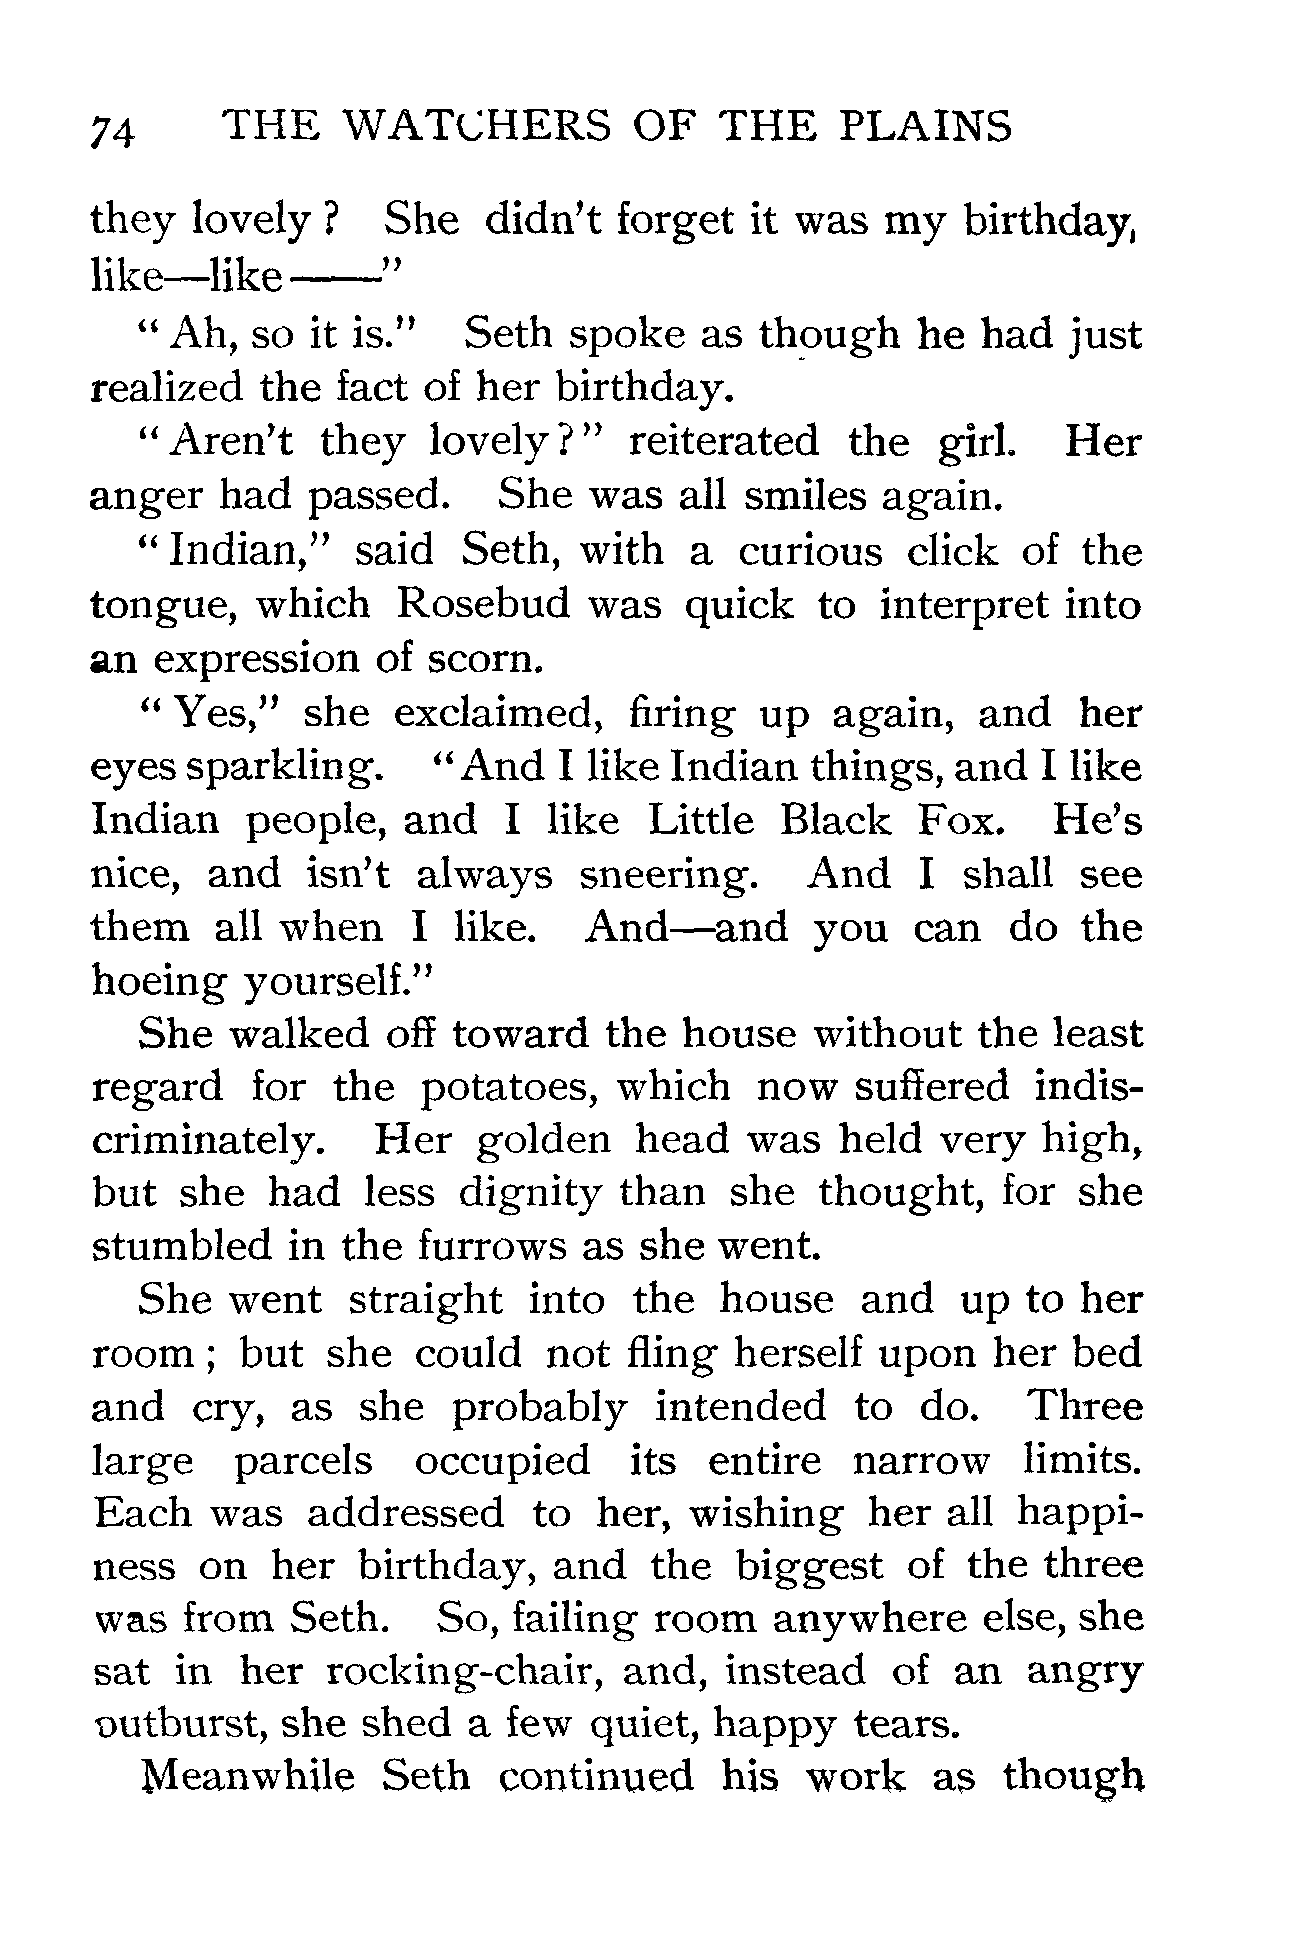 74 THE WATCHERS OF THE PLAINS
they lovely ? She didn't forget it was my birthday,
like—like ——"
" Ah, so it is." Seth spoke as though he had just
realized the fact of her birthday.
" Aren't they lovely ? " reiterated the girl. Her
anger had passed. She was all smiles again.
" Indian," said Seth, with a curious click of the
tongue, which Rosebud was quick to interpret into
an expression of scorn.
" Yes," she exclaimed, firing up again, and her
eyes sparkling. " And I like Indian things, and I like
Indian people, and I like Little Black Fox. He's
nice, and isn't always sneering. And I shall see
them all when I like. And—and you can do the
hoeing yourself."
She walked off toward the house without the least
regard for the potatoes, which now suffered indis-
criminately. Her golden head was held very high,
but she had less dignity than she thought, for she
stumbled in the furrows as she went.
She went straight into the house and up to her
room ; but she could not fling herself upon her bed
and cry, as she probably intended to do. Three
large parcels occupied its entire narrow limits.
Each was addressed to her, wishing her all happi-
ness on her birthday, and the biggest of the three
was from Seth. So, failing room anywhere else, she
sat in her rocking-chair, and, instead of an angry
outburst, she shed a few quiet, happy tears.
Meanwhile Seth continued his work as though